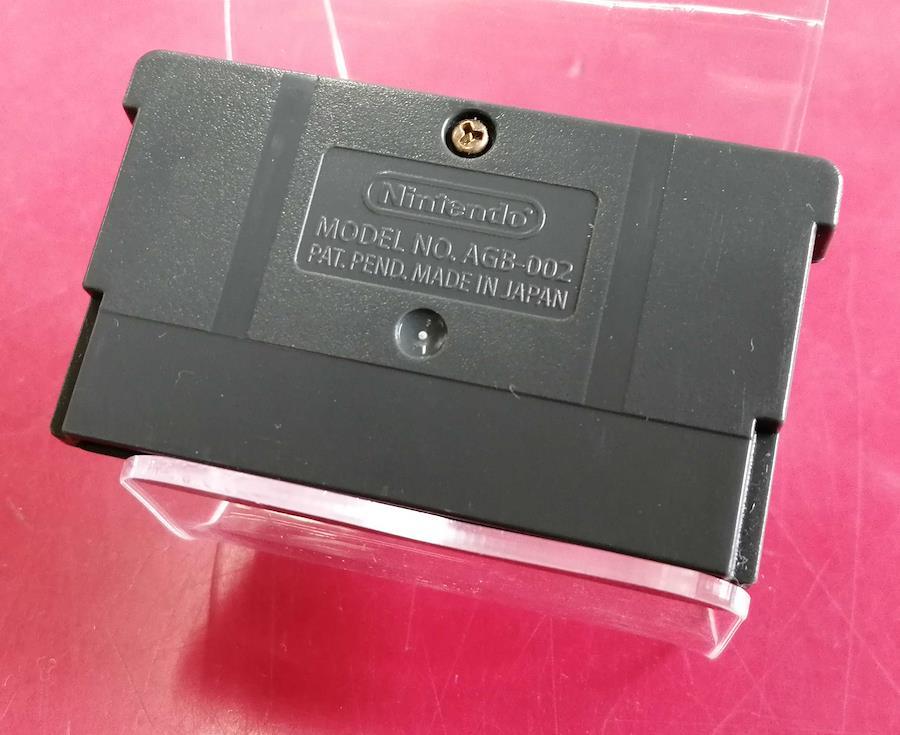 Nintendo
MODEL NO. AGB-002
PAT. PEND. MADE IN JAPAN